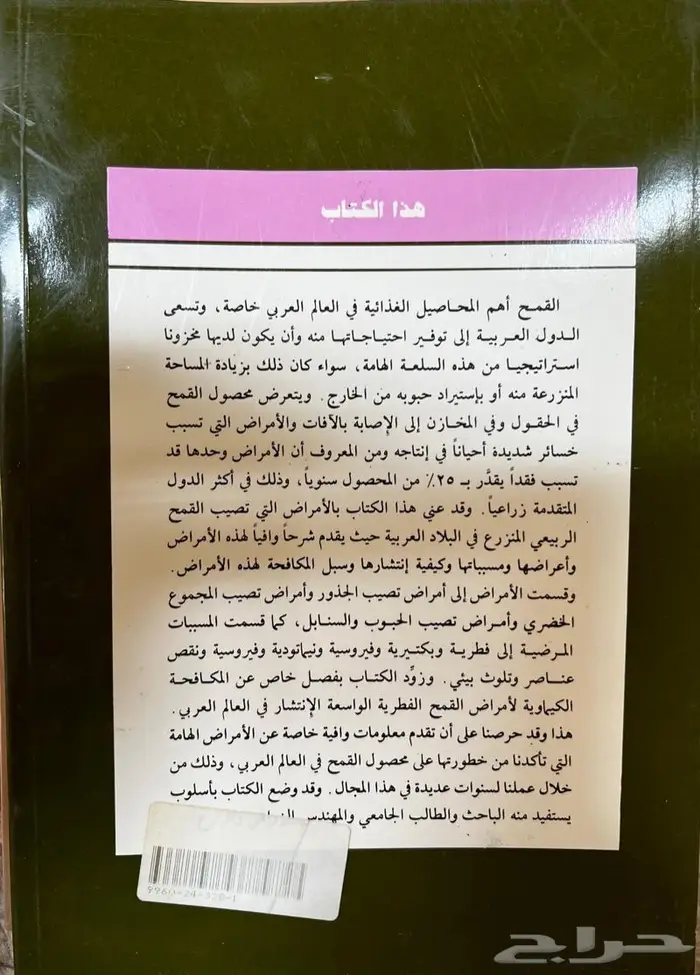 هذا الكتاب
القمح أهم المحاصيل الغذائية في العالم العربي خاصة، وتسعى
الدول العربية إلى توفير احتياجاتها منه وأن يكون لديها مخزونا
استراتيجيا من هذه السلعة الهامة، سواء كان ذلك بزيادة المساحة
المنزرعة منه أو بإستيراد حبوبه من الخارج. ويتعرض محصول القمح
في الحقول وفي المخازن إلى الإصابة بالآفات والأمراض التي تسبب
خسائر شديدة أحياناً في إنتاجه ومن المعروف أن الأمراض وحدها قد
تسبب فقداً يقدَّر بـ ٢٥٪ من المحصول سنوياً، وذلك في أكثر الدول
المتقدمة زراعياً. وقد عني هذا الكتاب بالأمراض التي تصيب القمح
الربيعي المنزرع في البلاد العربية حيث يقدم شرحاً وافياً لهذه الأمراض
وأعراضها ومسبباتها وكيفية إنتشارها وسبل المكافحة لهذه الأمراض.
وقسمت الأمراض إلى أمراض تصيب الجذور وأمراض تصيب المجموع
الخضري وأمراض تصيب الحبوب والسنابل، كما قسمت المسببات
المرضية إلى فطرية وبكتيرية وفيروسية ونيماتودية وفيروسية ونقص
عناصر وتلوث بيئي. وزوِّد الكتاب بفصل خاص عن المكافحة
الكيماوية لأمراض القمح الفطرية الواسعة الإنتشار في العالم العربي.
هذا وقد حرصنا على أن تقدم معلومات وافية خاصة عن الأمراض الهامة
التي تأكدنا من خطورتها على محصول القمح في العالم العربي، وذلك من
خلال عملنا لسنوات عديدة في هذا المجال. وقد وضع الكتاب بأسلوب
يستفيد منه الباحث والطالب الجامعي والمهندس
حراج